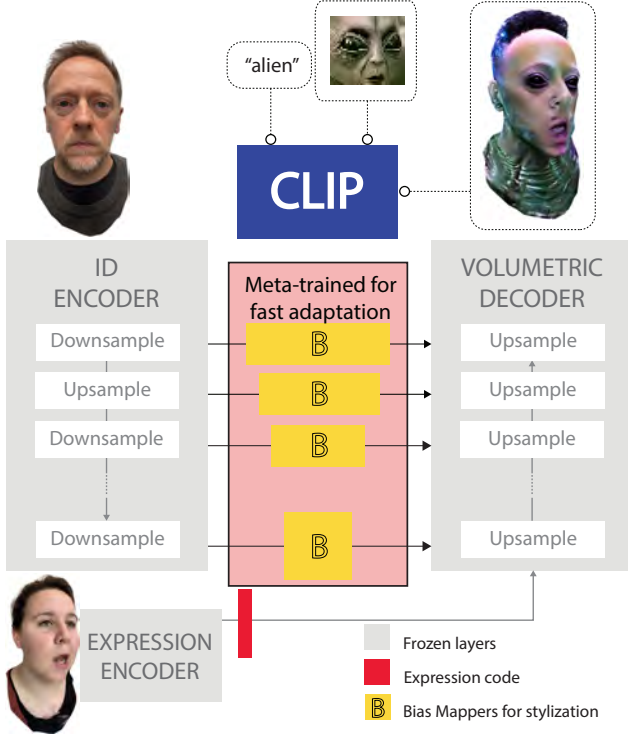 “alien”
CLIP
ID
ENCODER
Downsample
Upsample
Downsample
Downsample
Meta-trained for
fast adaptation
B
B
B
B
VOLUMETRIC
DECODER
Upsample
Upsample
Upsample
Upsample
EXPRESSION
ENCODER
Frozen layers
Expression code
B Bias Mappers for stylization